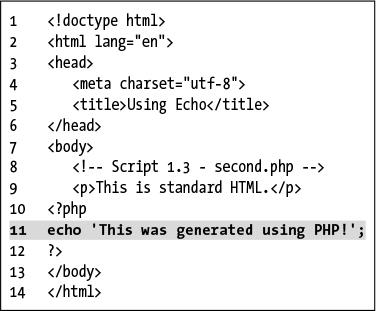 1 <!doctype html>
2 <html lang="en">
3 <head>
4 <meta charset="utf-8">
5 <title>Using Echo</title>
6 </head>
7 <body>
8 <!-- Script 1.3 - second.php -->
9 <p>This is standard HTML.</p>
10 <?php
11 echo 'This was generated using PHP!';
12 ?>
13 </body>
14 </html>